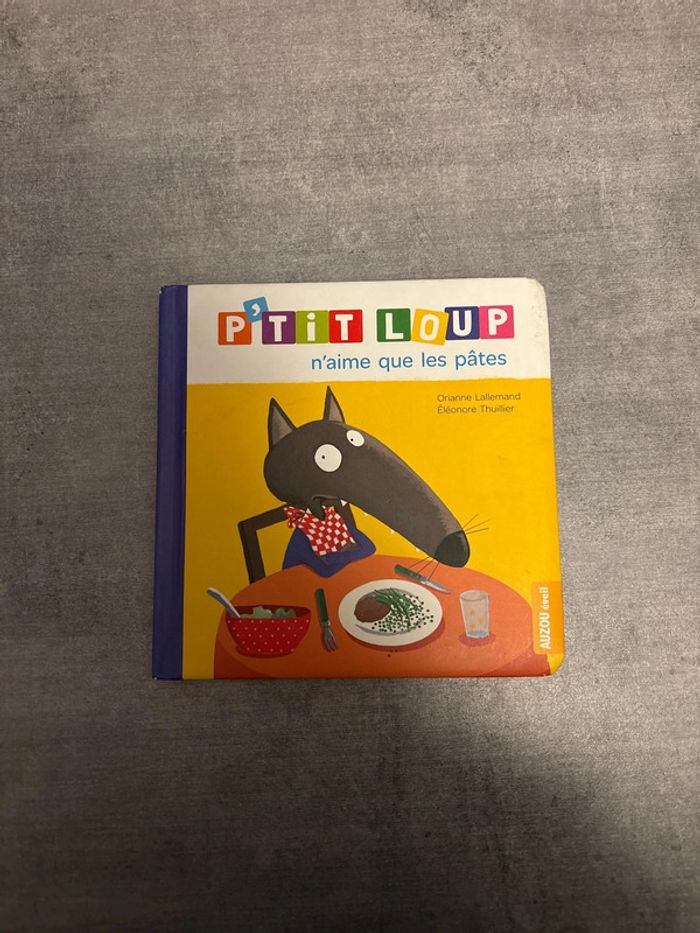 P'TiT LOUP
n'aime que les pâtes
Orianne Lallemand
Éléonore Thuillier
AUZOU éveil